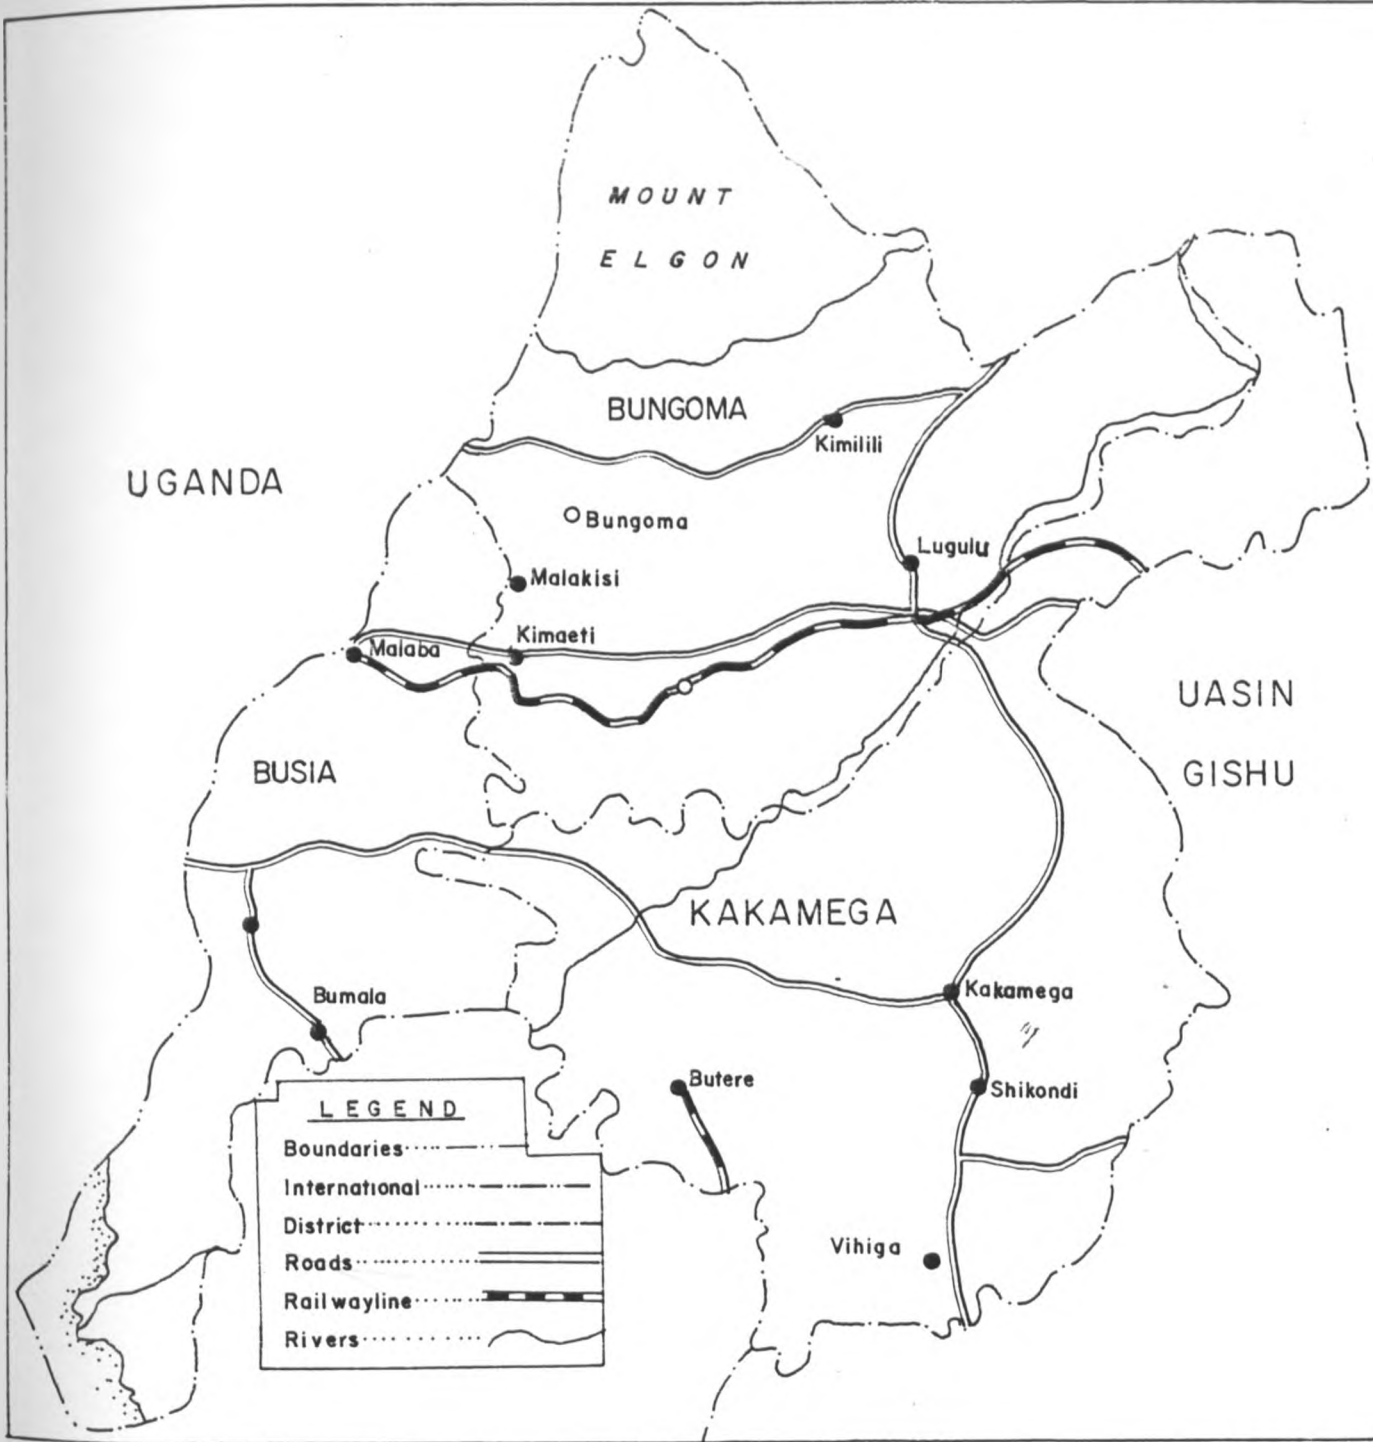 MOUNT
ELGON
BUNGOMA
Kimilili
UGANDA
Bungoma
Lugulu
Malakisi
Kimaeti
Malaba
UASIN
GISHU
BUSIA
KAKAMEGA
Kakamega
Bumala
Butere
Shikondi
Vihiga
LEGEND
Boundaries
International
District
Roads
Railwayline
Rivers